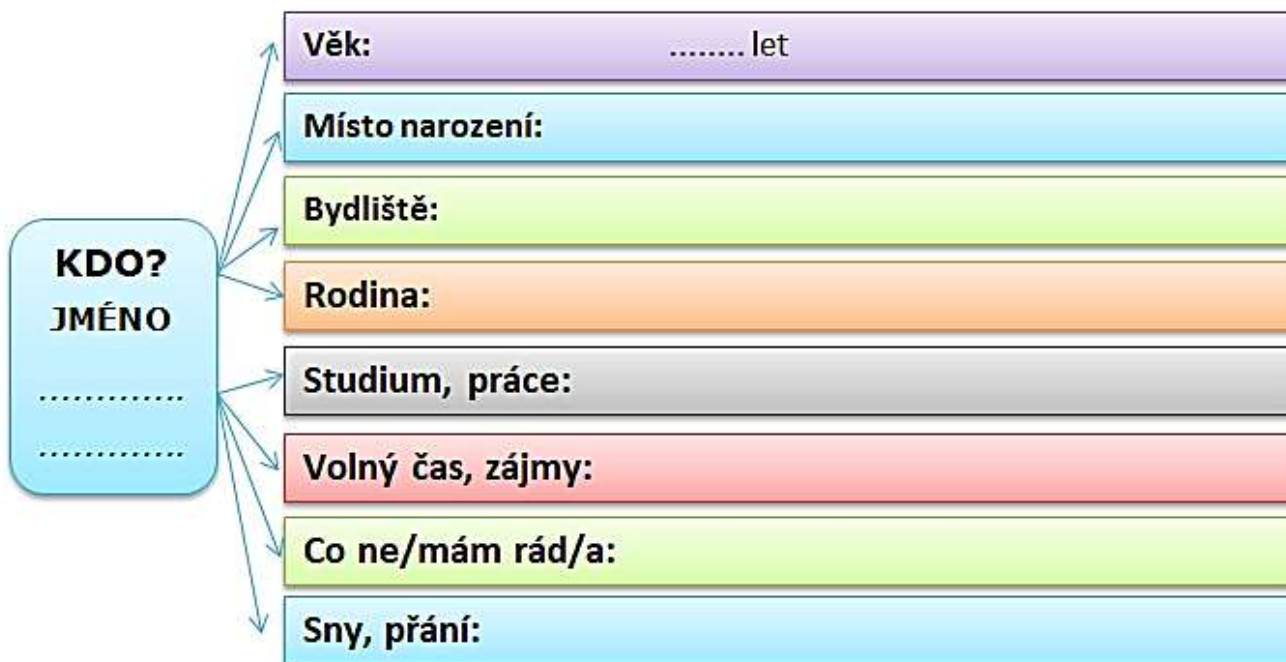 KDO?
JMÉNO
.............
.............
Věk: ........ let
Místo narození:
Bydliště:
Rodina:
Studium, práce:
Volný čas, zájmy:
Co ne/mám rád/a:
Sny, přání: